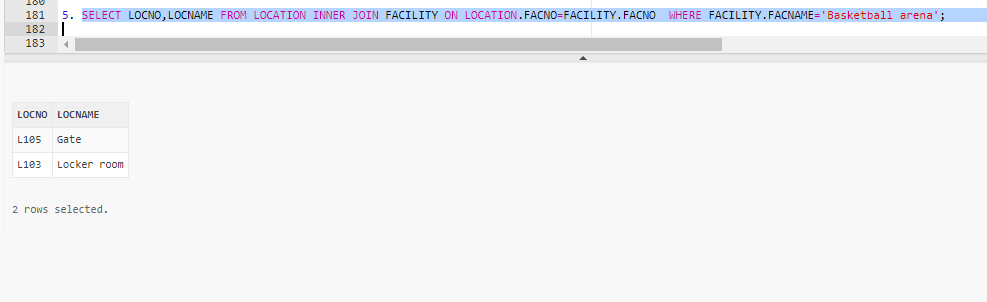 180
181 5. SELECT LOCNO,LOCNAME FROM LOCATION INNER JOIN FACILITY ON LOCATION.FACNO=FACILITY.FACNO  WHERE FACILITY.FACNAME='Basketball arena';
182
183
LOCNO LOCNAME
L105 Gate
L103 Locker room
2 rows selected.